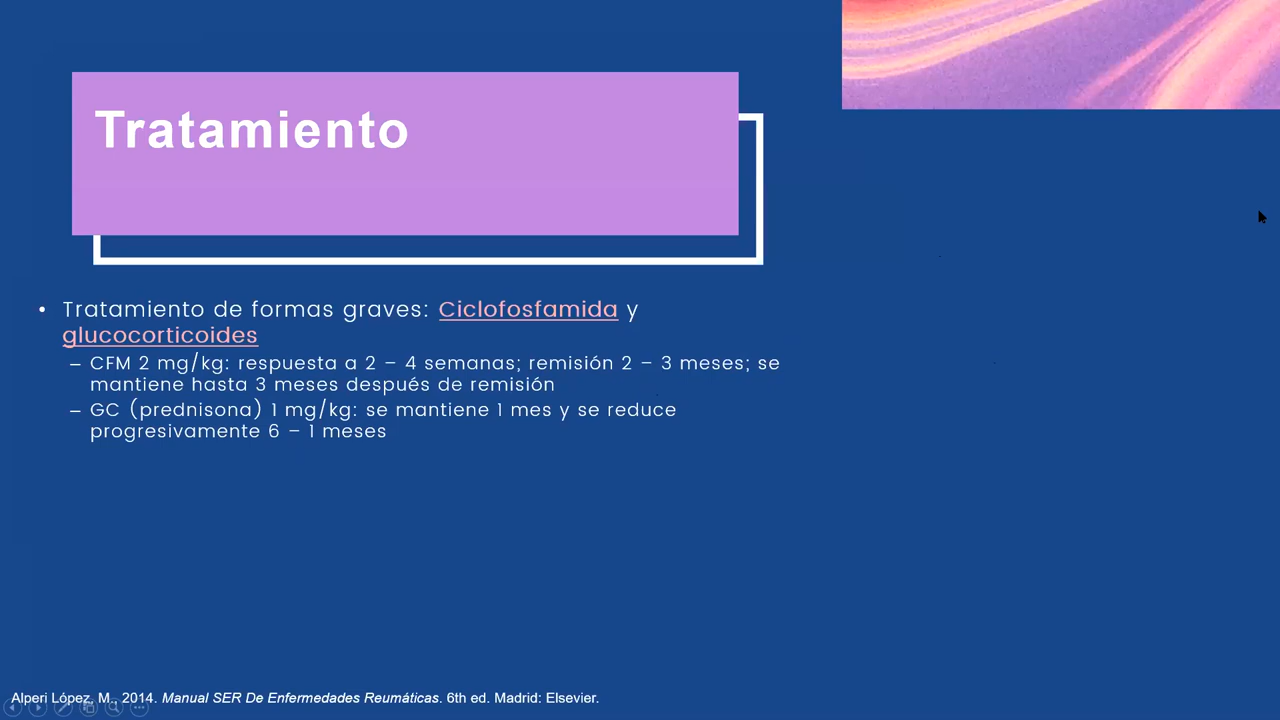 Tratamiento
• Tratamiento de formas graves: Ciclofosfamida y
glucocorticoides
– CFM 2 mg/kg: respuesta a 2 – 4 semanas; remisión 2 – 3 meses; se
mantiene hasta 3 meses después de remisión
– GC (prednisona) 1 mg/kg: se mantiene 1 mes y se reduce
progresivamente 6 – 1 meses
Alperi López, M., 2014. Manual SER De Enfermedades Reumáticas. 6th ed. Madrid: Elsevier.